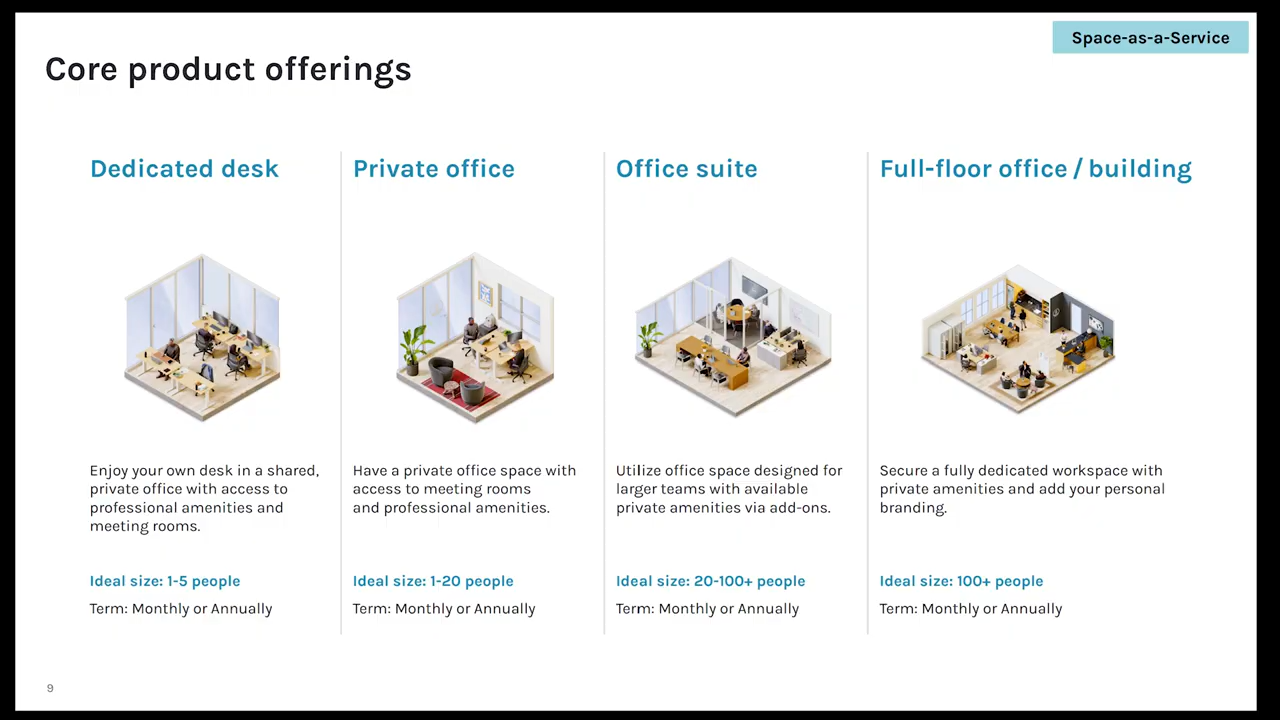 Space-as-a-Service
Core product offerings
Dedicated desk
Enjoy your own desk in a shared,
private office with access to
professional amenities and
meeting rooms.
Ideal size: 1-5 people
Term: Monthly or Annually
Private office
Have a private office space with
access to meeting rooms
and professional amenities.
Ideal size: 1-20 people
Term: Monthly or Annually
Office suite
Utilize office space designed for
larger teams with available
private amenities via add-ons.
Ideal size: 20-100+ people
Term: Monthly or Annually
Full-floor office / building
Secure a fully dedicated workspace with
private amenities and add your personal
branding.
Ideal size: 100+ people
Term: Monthly or Annually
9